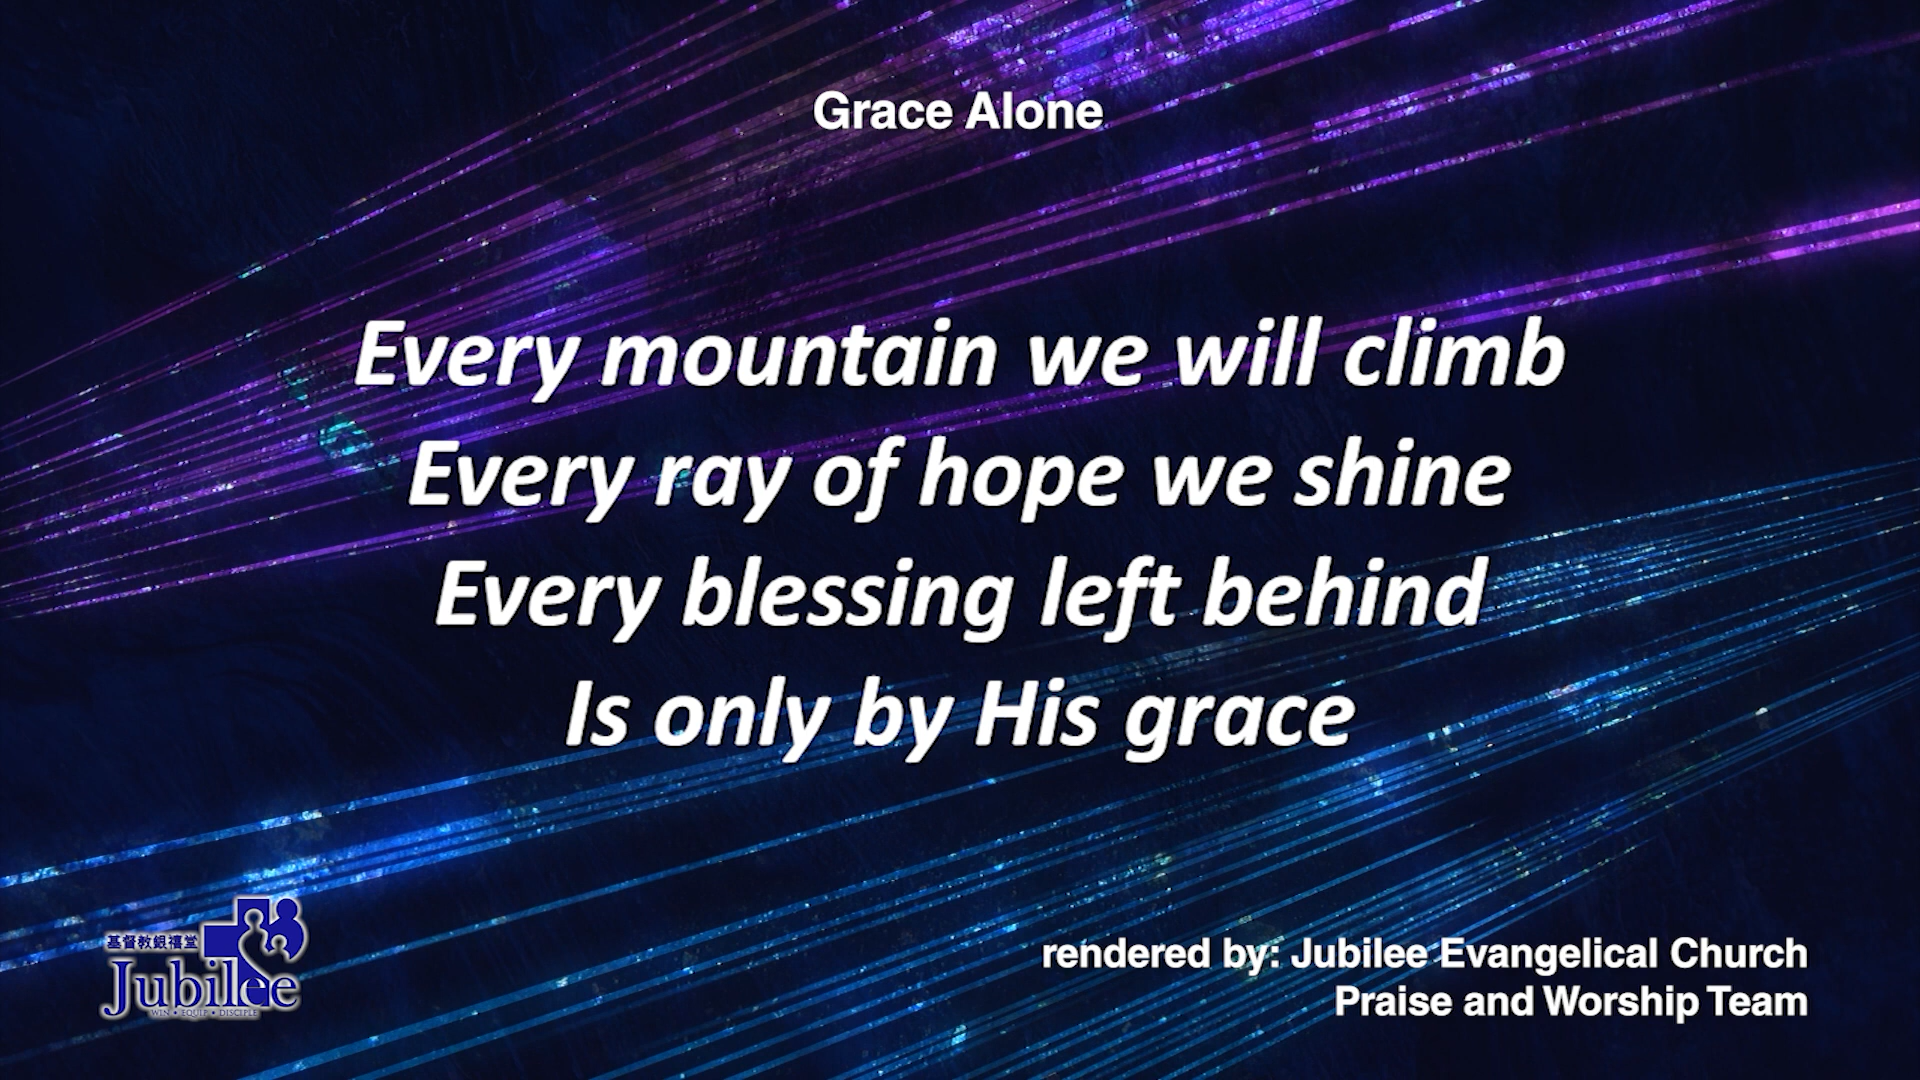 Grace Alone
Every mountain we will climb
Every ray of hope we shine
Every blessing left behind
Is only by His grace
基督教銀禧堂
Jubilee
WIN • EQUIP • DISCIPLE
rendered by: Jubilee Evangelical Church
Praise and Worship Team